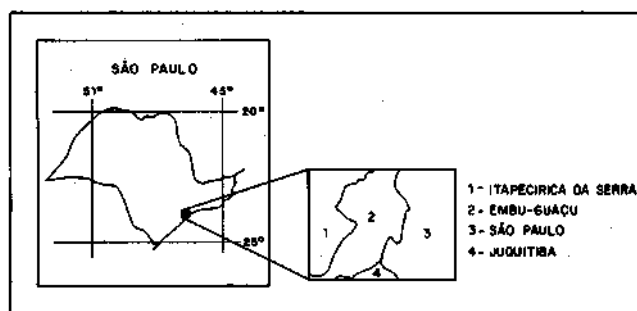 SÃO PAULO
51° 45°
20°
25°
1 2 3
4
1- ITAPECIRICA DA SERRA
2- EMBU-GUAÇU
3- SÃO PAULO
4- JUQUITIBA